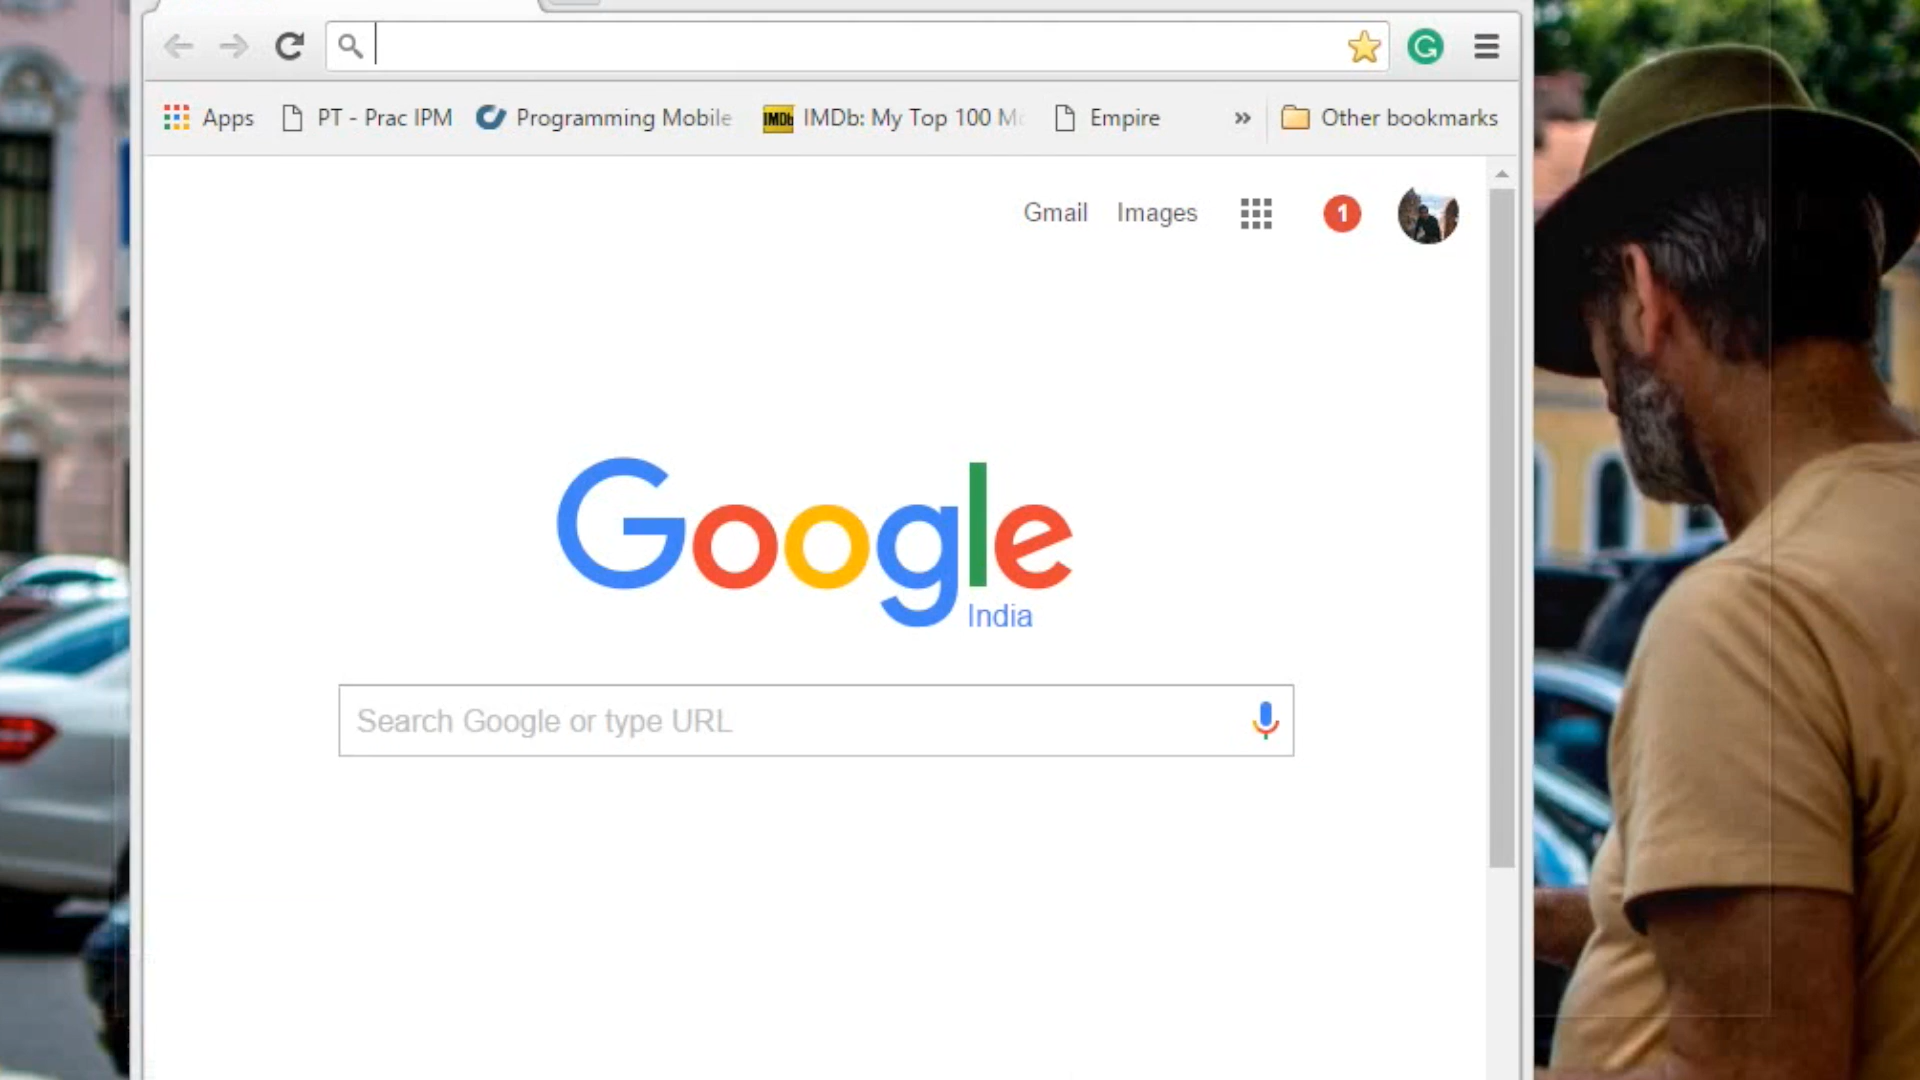 Apps PT - Prac IPM Programming Mobile IMDb IMDb: My Top 100 Mo Empire » Other bookmarks
Gmail Images 1
Google
India
Search Google or type URL